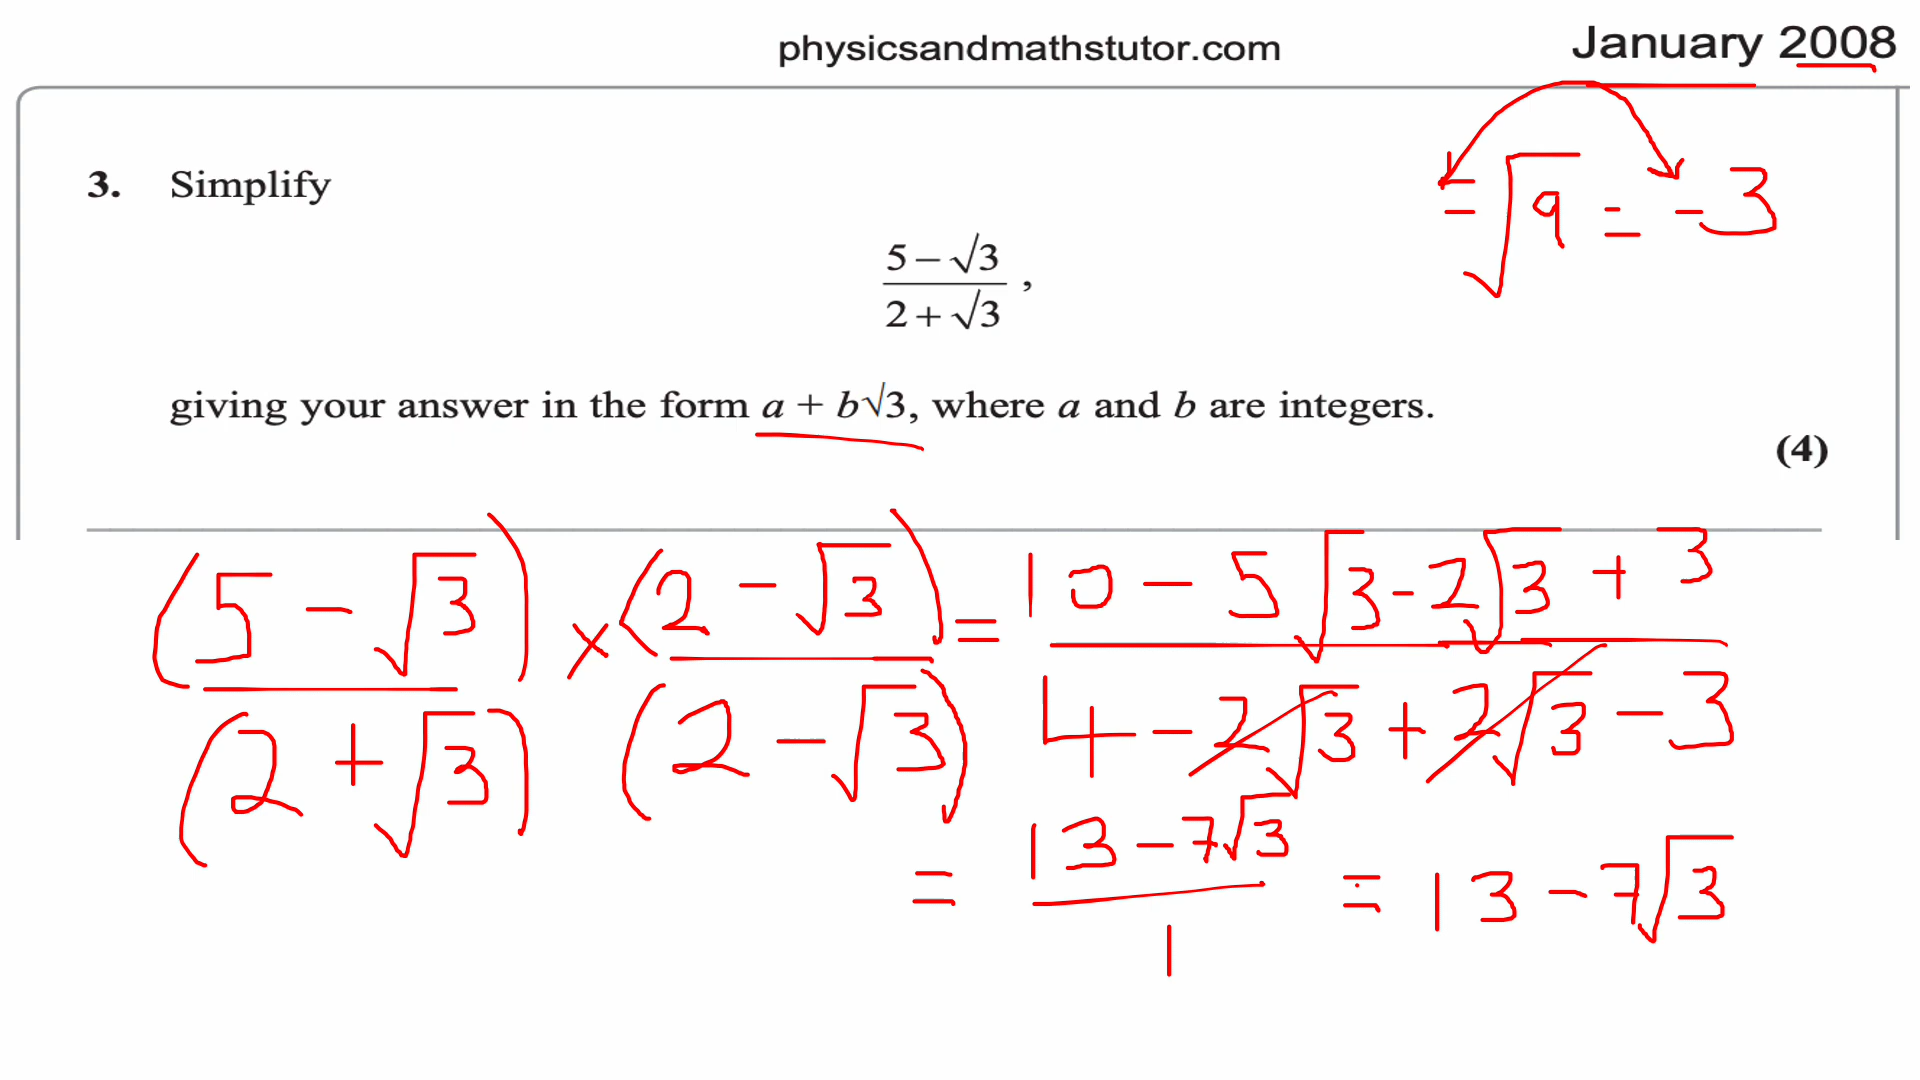 physicsandmathstutor.com
January 2008
3. Simplify
5 − √3
2 + √3 ,
giving your answer in the form a + b√3, where a and b are integers.
(4)
−√9 = −3
(5 − √3) × (2 − √3) = 10 − 5√3 − 2√3 + 3
(2 + √3) (2 − √3) 4 − 2√3 + 2√3 − 3
= 13 − 7√3 = 13 − 7√3
1